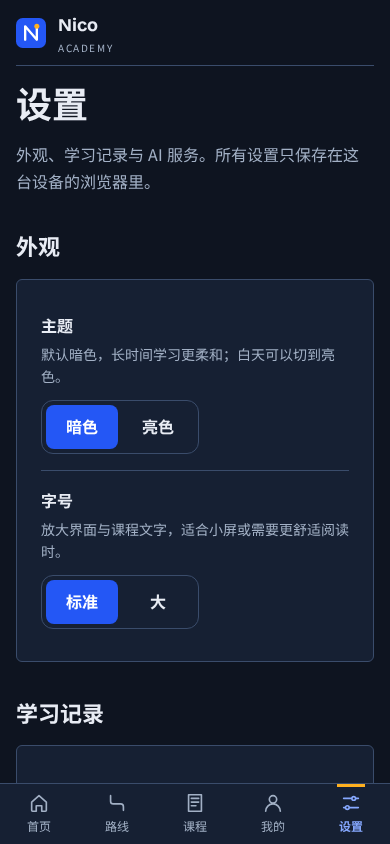 Nico
ACADEMY
设置
外观、学习记录与 AI 服务。所有设置只保存在这
台设备的浏览器里。
外观
主题
默认暗色，长时间学习更柔和；白天可以切到亮
色。
暗色
亮色
字号
放大界面与课程文字，适合小屏或需要更舒适阅读
时。
标准
大
学习记录
首页
路线
课程
我的
设置